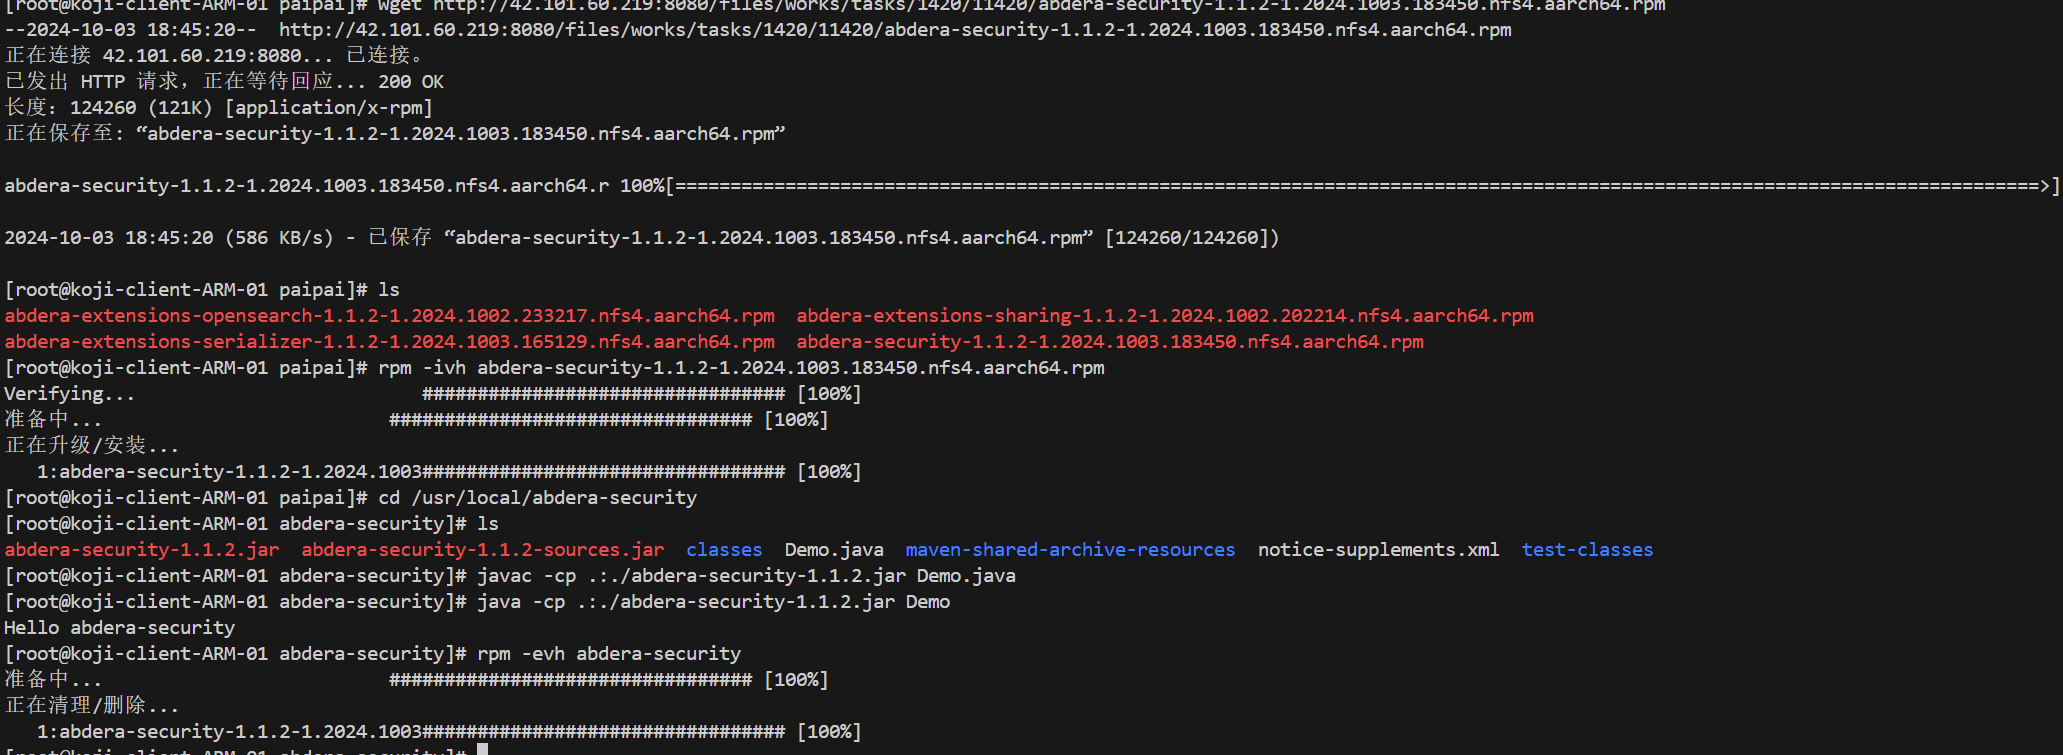 [root@koji-client-ARM-01 paipai]# wget http://42.101.60.219:8080/files/works/tasks/1420/11420/abdera-security-1.1.2-1.2024.1003.183450.nfs4.aarch64.rpm
--2024-10-03 18:45:20--  http://42.101.60.219:8080/files/works/tasks/1420/11420/abdera-security-1.1.2-1.2024.1003.183450.nfs4.aarch64.rpm
正在连接 42.101.60.219:8080... 已连接。
已发出 HTTP 请求，正在等待回应... 200 OK
长度：124260 (121K) [application/x-rpm]
正在保存至: “abdera-security-1.1.2-1.2024.1003.183450.nfs4.aarch64.rpm”
abdera-security-1.1.2-1.2024.1003.183450.nfs4.aarch64.r 100%[============================================================================================================================>]
2024-10-03 18:45:20 (586 KB/s) - 已保存 “abdera-security-1.1.2-1.2024.1003.183450.nfs4.aarch64.rpm” [124260/124260])
[root@koji-client-ARM-01 paipai]# ls
abdera-extensions-opensearch-1.1.2-1.2024.1002.233217.nfs4.aarch64.rpm  abdera-extensions-sharing-1.1.2-1.2024.1002.202214.nfs4.aarch64.rpm
abdera-extensions-serializer-1.1.2-1.2024.1003.165129.nfs4.aarch64.rpm  abdera-security-1.1.2-1.2024.1003.183450.nfs4.aarch64.rpm
[root@koji-client-ARM-01 paipai]# rpm -ivh abdera-security-1.1.2-1.2024.1003.183450.nfs4.aarch64.rpm
Verifying...                          ################################# [100%]
准备中...                          ################################# [100%]
正在升级/安装...
   1:abdera-security-1.1.2-1.2024.1003################################# [100%]
[root@koji-client-ARM-01 paipai]# cd /usr/local/abdera-security
[root@koji-client-ARM-01 abdera-security]# ls
abdera-security-1.1.2.jar  abdera-security-1.1.2-sources.jar  classes  Demo.java  maven-shared-archive-resources  notice-supplements.xml  test-classes
[root@koji-client-ARM-01 abdera-security]# javac -cp .:./abdera-security-1.1.2.jar Demo.java
[root@koji-client-ARM-01 abdera-security]# java -cp .:./abdera-security-1.1.2.jar Demo
Hello abdera-security
[root@koji-client-ARM-01 abdera-security]# rpm -evh abdera-security
准备中...                          ################################# [100%]
正在清理/删除...
   1:abdera-security-1.1.2-1.2024.1003################################# [100%]
[root@koji-client-ARM-01 abdera-security]#